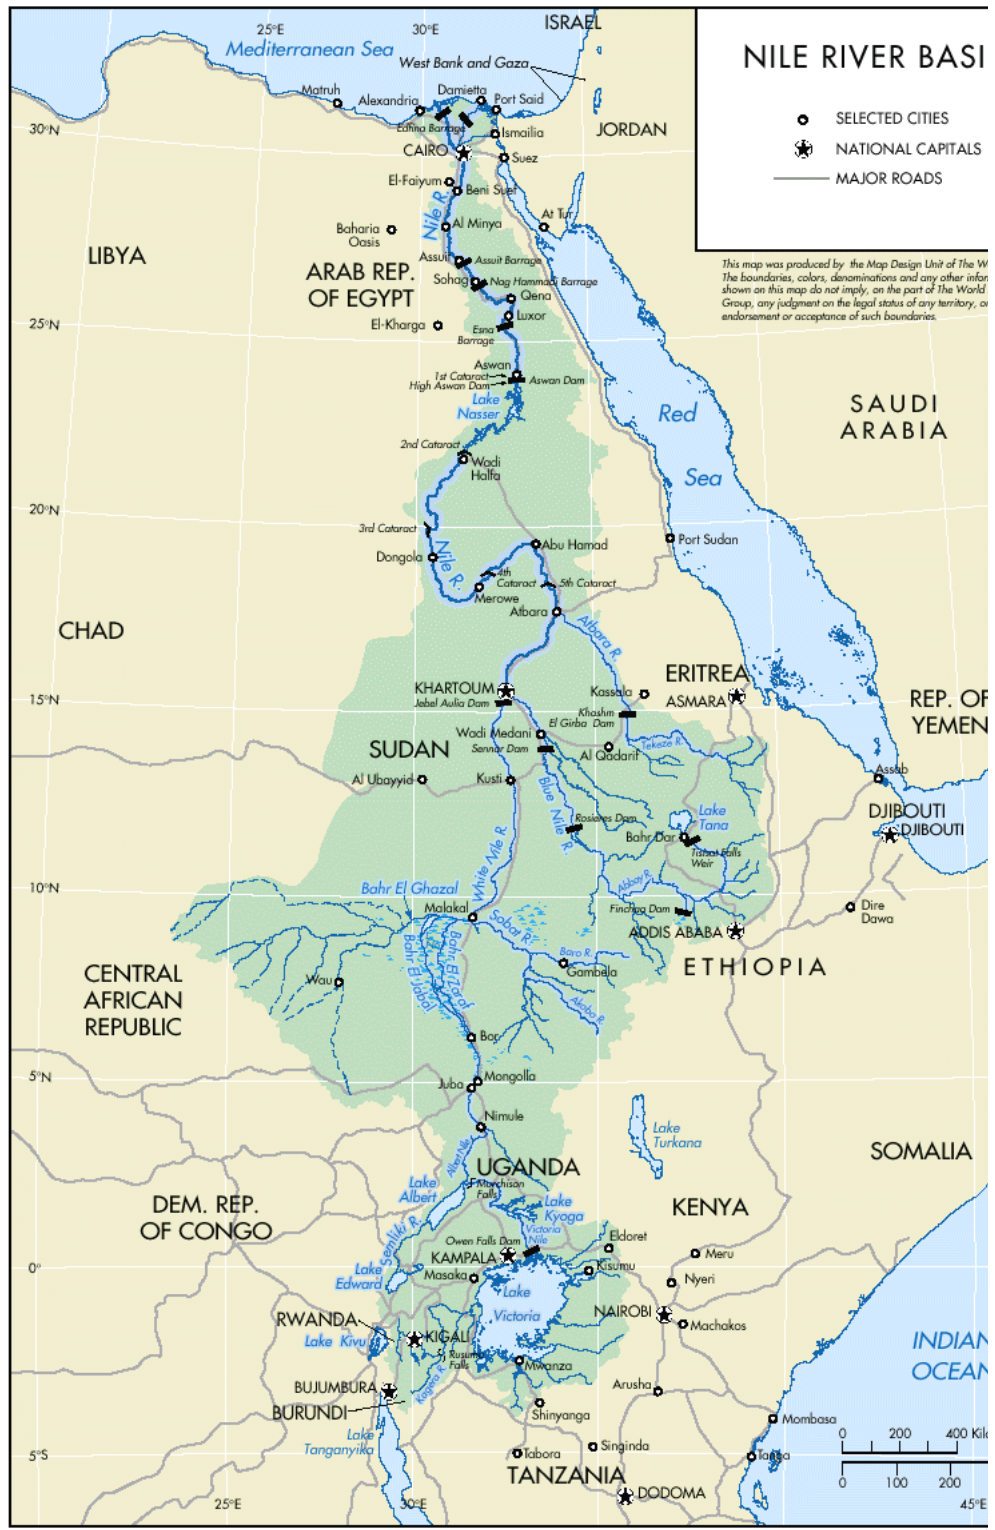 25°E
30°E
ISRAEL
Mediterranean Sea
West Bank and Gaza
NILE RIVER BASI
SELECTED CITIES
NATIONAL CAPITALS
MAJOR ROADS
This map was produced by the Map Design Unit of The W
The boundaries, colors, denominations and any other infor
shown on this map do not imply, on the part of The World
Group, any judgment on the legal status of any territory, or
endorsement or acceptance of such boundaries.
Matruh
Alexandria
Damietta
Port Said
30°N
Edfina Barrage
Ismailia
JORDAN
CAIRO
Suez
El-Faiyum
Beni Suef
Nile R.
Al Minya
At Tur
Baharia
Oasis
LIBYA
ARAB REP.
OF EGYPT
Assuit
Assuit Barrage
Sohag
Nag Hammadi Barrage
Qena
Luxor
25°N
El-Kharga
Esna
Barrage
Aswan
1st Cataract
High Aswan Dam
Aswan Dam
Lake
Nasser
Red
Sea
SAUDI
ARABIA
2nd Cataract
Wadi
Halfa
20°N
3rd Cataract
Port Sudan
Nile R.
Dongola
Abu Hamad
4th
Cataract
5th Cataract
Merowe
Atbara
Atbara R.
CHAD
ERITREA
KHARTOUM
Kassala
ASMARA
15°N
Jebel Aulia Dam
Khashm
El Girba Dam
REP. OF
YEMEN
Wadi Medani
SUDAN
Sennar Dam
Al Qadarif
Tekeze R.
Al Ubayyid
Kusti
Assab
Blue Nile R.
Lake
Tana
DJIBOUTI
DJIBOUTI
Rosieres Dam
Bahr Dar
Tisisat Falls
Weir
White Nile R.
10°N
Bahr El Ghazal
Abbay R.
Malakal
Finchaa Dam
Dire
Dawa
Sobat R.
ADDIS ABABA
Bahr El Jabal
Bahr El Zaraf
Baro R.
Gambela
ETHIOPIA
CENTRAL
AFRICAN
REPUBLIC
Wau
Akobo R.
Bor
5°N
Mongolla
Juba
Nimule
Lake
Turkana
Albert Nile
SOMALIA
UGANDA
Murchison
Falls
Lake
Albert
Lake
Kyoga
KENYA
DEM. REP.
OF CONGO
Semliki R.
Victoria
Nile
Owen Falls Dam
Eldoret
KAMPALA
Meru
0°
Lake
Edward
Masaka
Kisumu
Nyeri
Lake
Victoria
RWANDA
NAIROBI
Lake Kivu
KIGALI
Machakos
Rusumo
Falls
Mwanza
INDIAN
OCEAN
BUJUMBURA
Kagera R.
Arusha
BURUNDI
Shinyanga
Mombasa
Lake
Tanganyika
0 200 400 Kilo
5°S
Tabora
Singinda
Tanga
TANZANIA
0 100 200
DODOMA
25°E
30°E
45°E